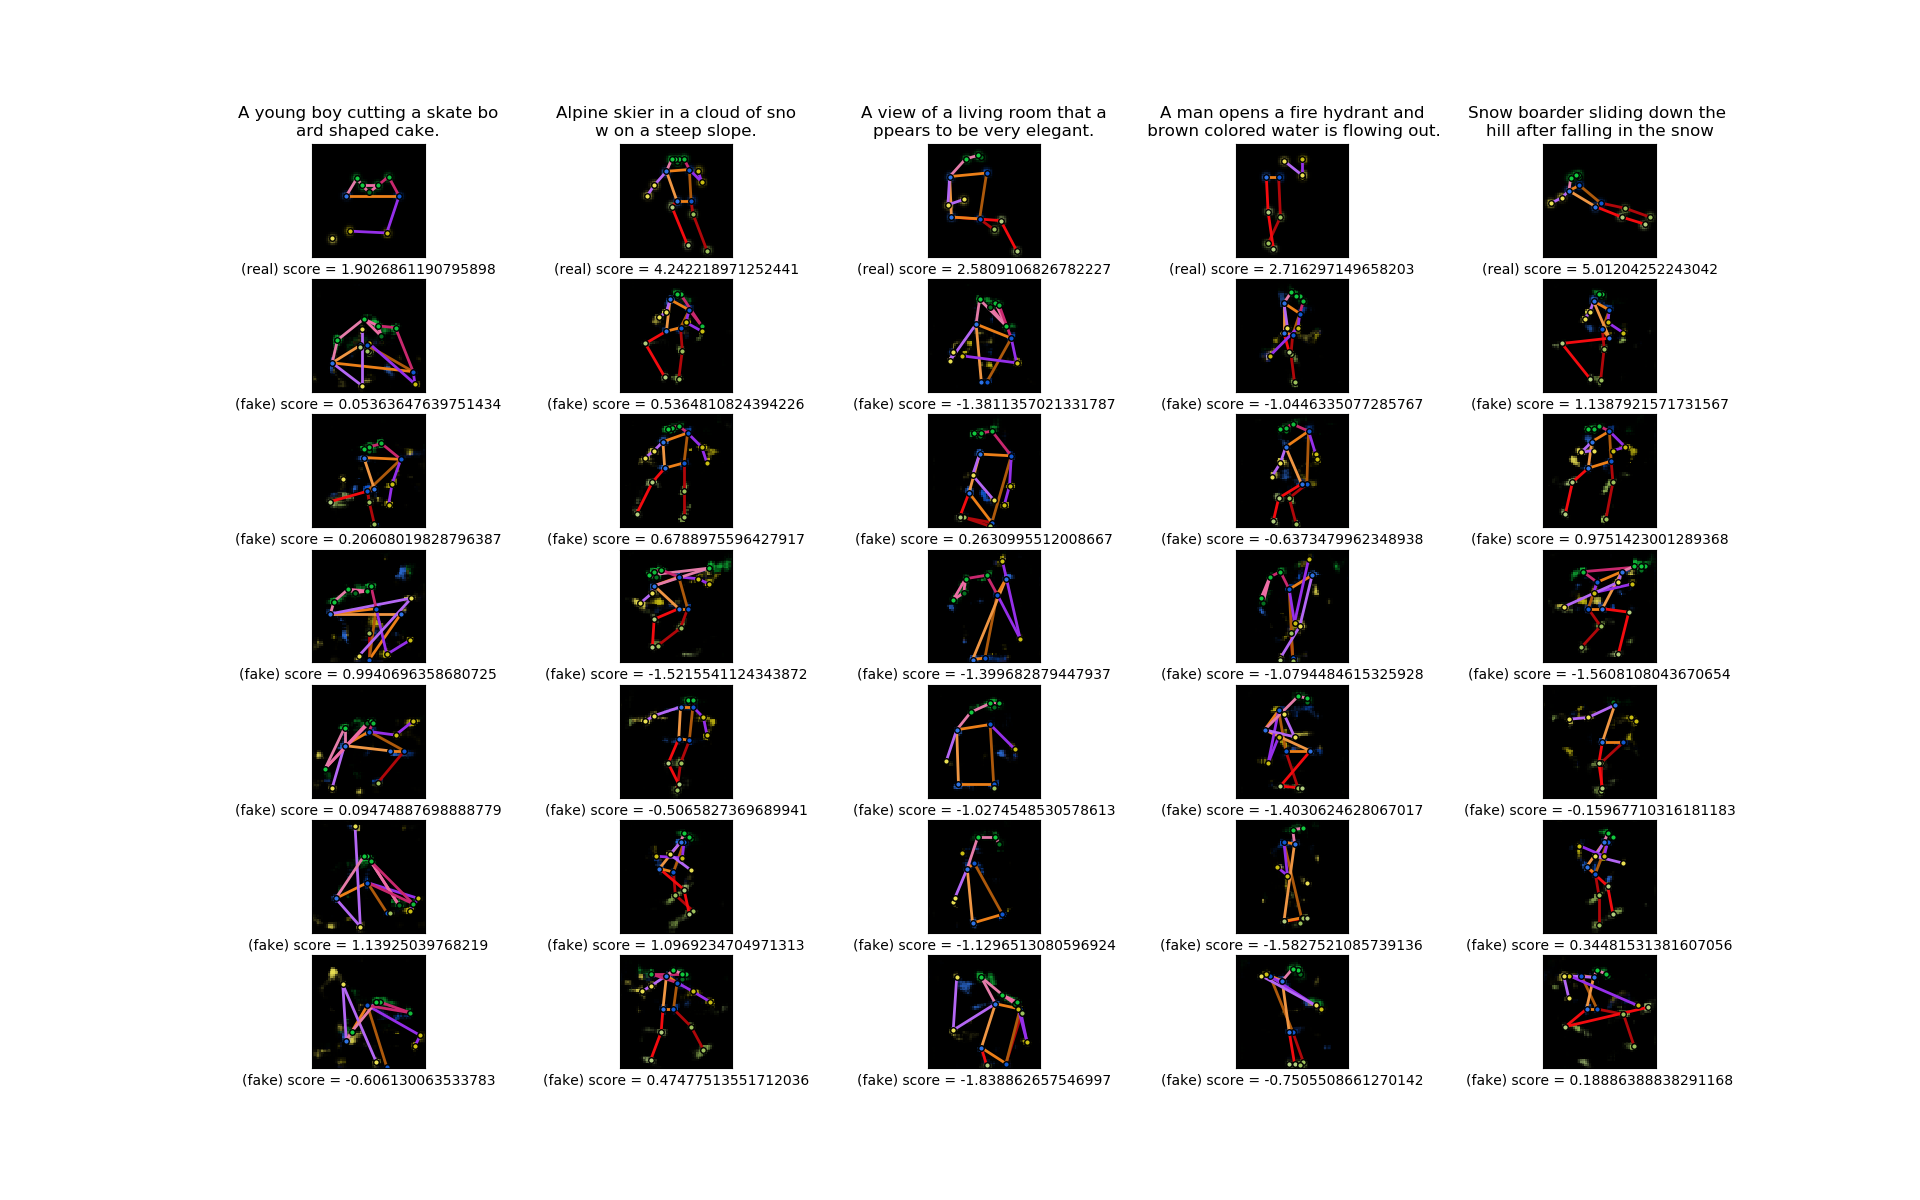 A young boy cutting a skate bo
ard shaped cake.
Alpine skier in a cloud of sno
w on a steep slope.
A view of a living room that a
ppears to be very elegant.
A man opens a fire hydrant and
brown colored water is flowing out.
Snow boarder sliding down the
hill after falling in the snow
(real) score = 1.9026861190795898
(real) score = 4.242218971252441
(real) score = 2.5809106826782227
(real) score = 2.716297149658203
(real) score = 5.01204252243042
(fake) score = 0.05363647639751434
(fake) score = 0.5364810824394226
(fake) score = -1.3811357021331787
(fake) score = -1.0446335077285767
(fake) score = 1.1387921571731567
(fake) score = 0.20608019828796387
(fake) score = 0.6788975596427917
(fake) score = 0.2630995512008667
(fake) score = -0.6373479962348938
(fake) score = 0.9751423001289368
(fake) score = 0.9940696358680725
(fake) score = -1.5215541124343872
(fake) score = -1.399682879447937
(fake) score = -1.0794484615325928
(fake) score = -1.5608108043670654
(fake) score = 0.09474887698888779
(fake) score = -0.5065827369689941
(fake) score = -1.0274548530578613
(fake) score = -1.4030624628067017
(fake) score = -0.15967710316181183
(fake) score = 1.13925039768219
(fake) score = 1.0969234704971313
(fake) score = -1.1296513080596924
(fake) score = -1.5827521085739136
(fake) score = 0.34481531381607056
(fake) score = -0.606130063533783
(fake) score = 0.47477513551712036
(fake) score = -1.838862657546997
(fake) score = -0.7505508661270142
(fake) score = 0.18886388838291168